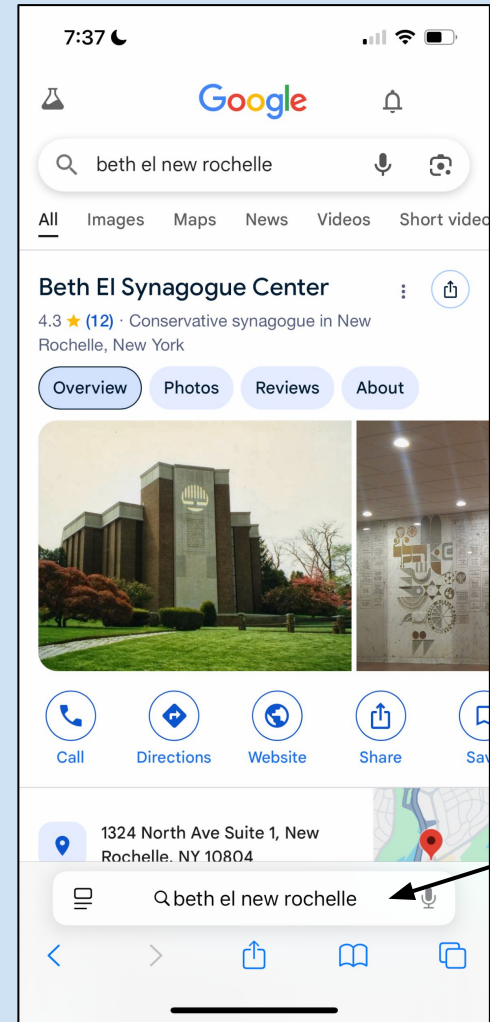 7:37
Google
beth el new rochelle
All Images Maps News Videos Short videc
Beth El Synagogue Center
4.3 ★ (12) · Conservative synagogue in New
Rochelle, New York
Overview Photos Reviews About
Call Directions Website Share Sav
1324 North Ave Suite 1, New
Rochelle, NY 10804
beth el new rochelle